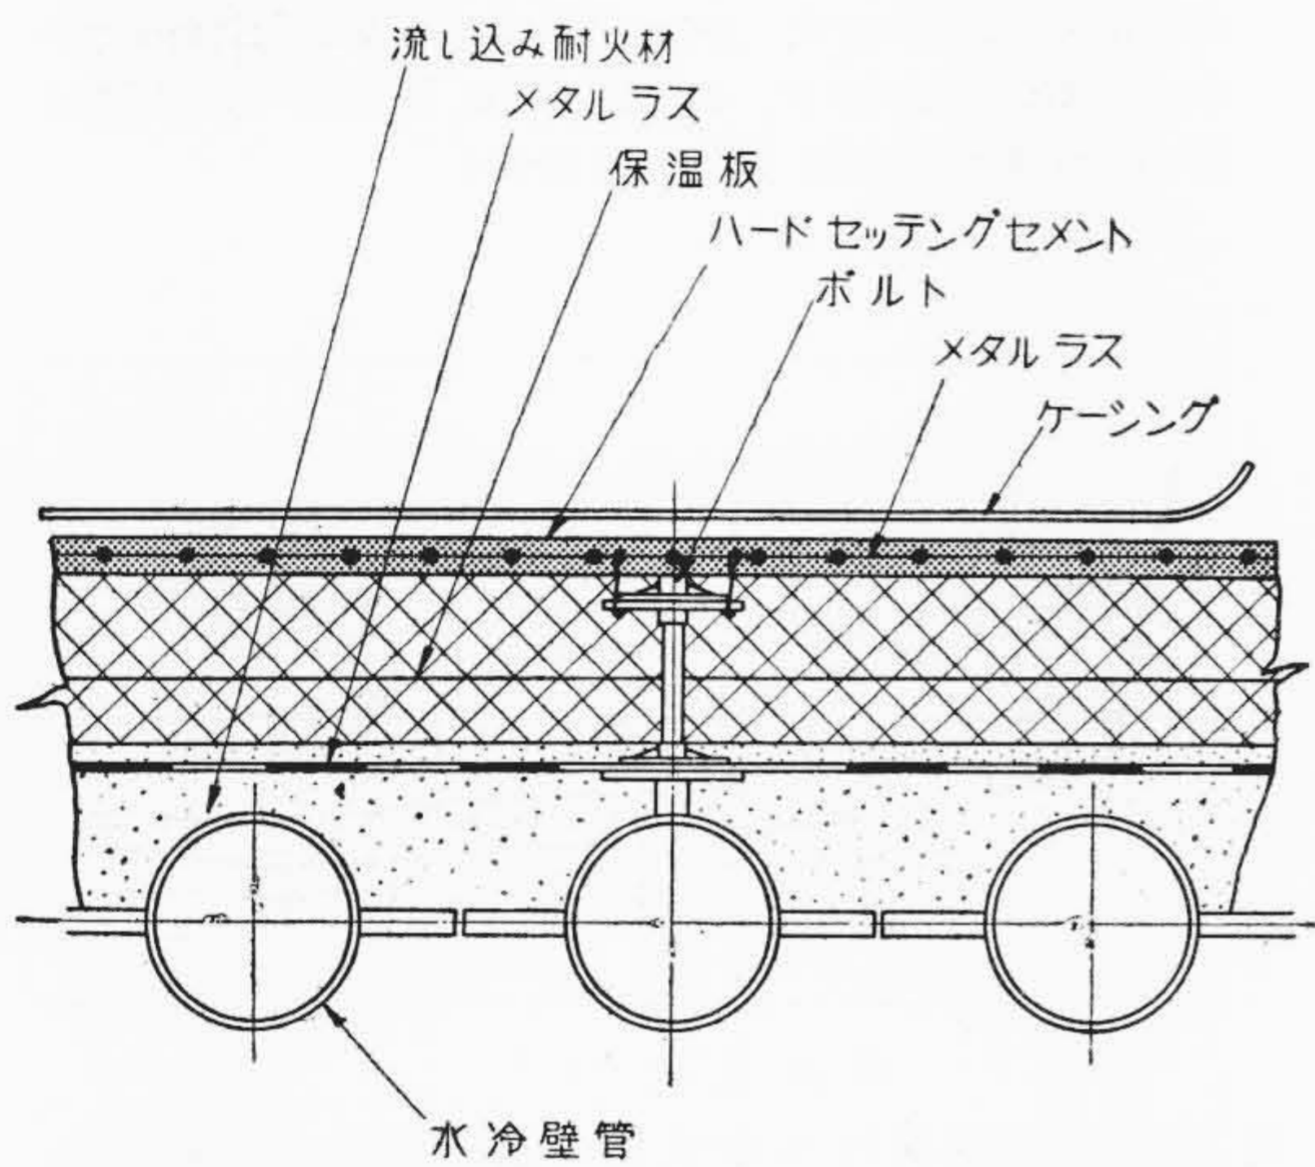 流し込み耐火材
メタルラス
保温板
ハードセッテングセメント
ボルト
メタルラス
ケーシング
水冷壁管